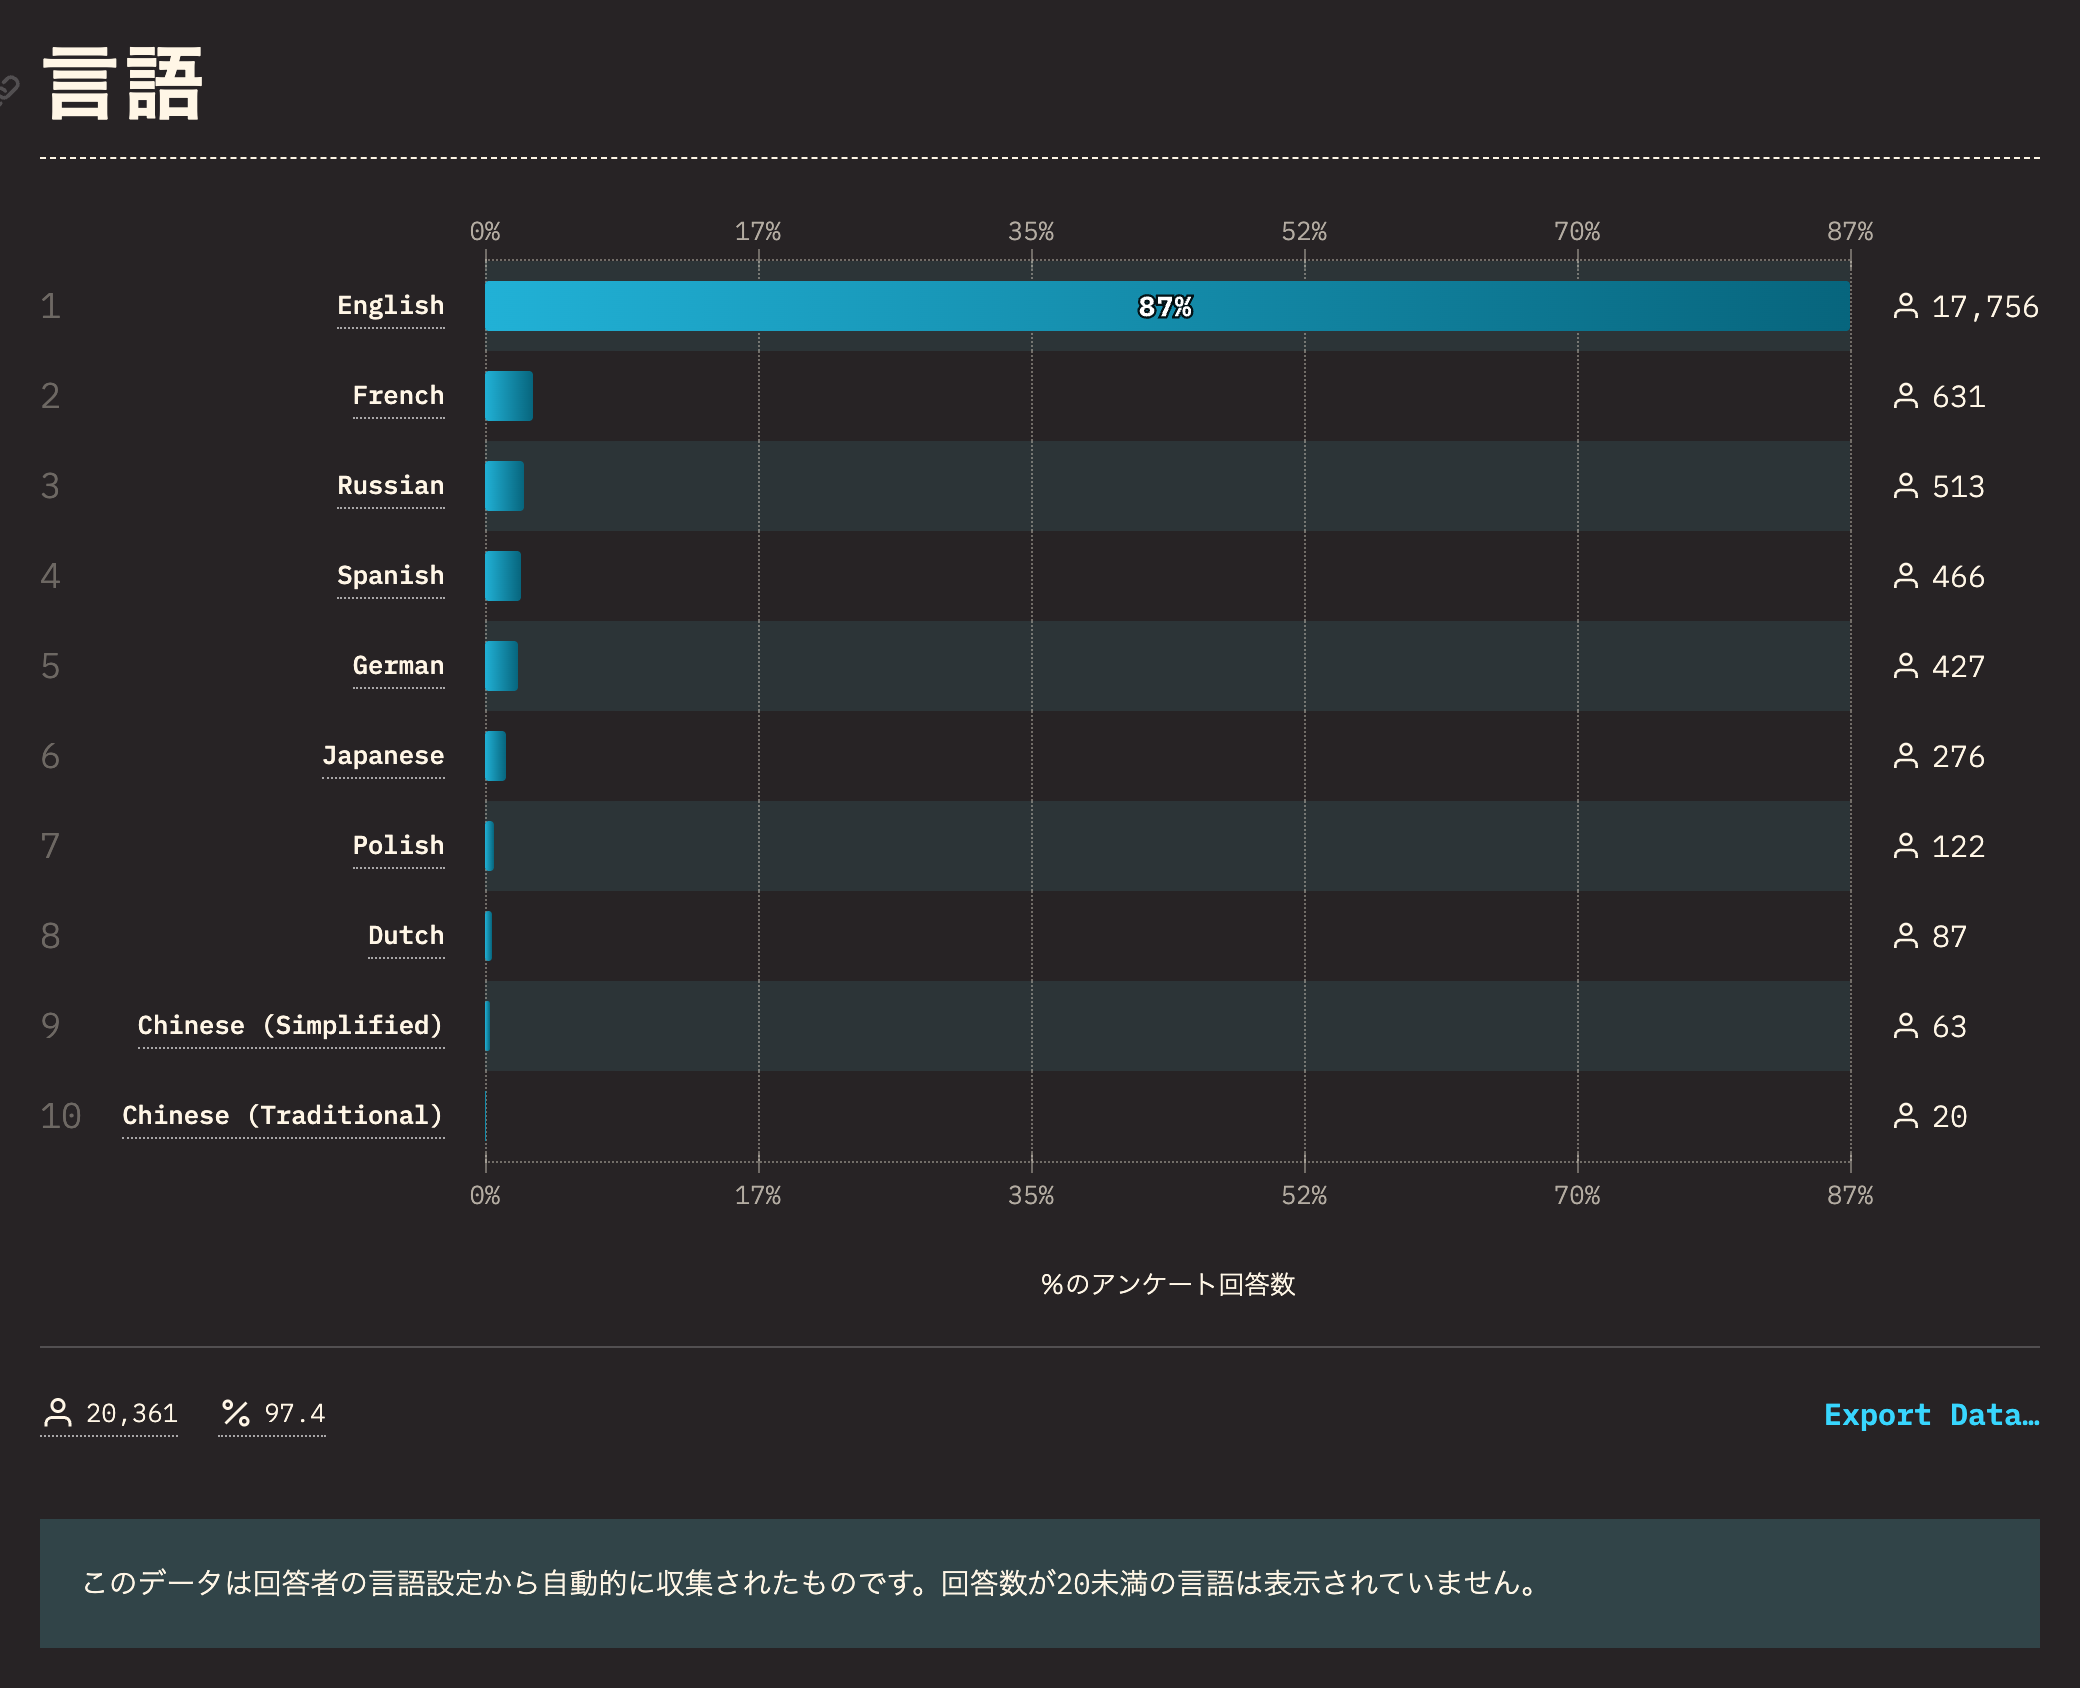 言語
0% 17% 35% 52% 70% 87%
1 English 87% 17,756
2 French 631
3 Russian 513
4 Spanish 466
5 German 427
6 Japanese 276
7 Polish 122
8 Dutch 87
9 Chinese (Simplified) 63
10 Chinese (Traditional) 20
0% 17% 35% 52% 70% 87%
%のアンケート回答数
20,361 % 97.4 Export Data…
このデータは回答者の言語設定から自動的に収集されたものです。回答数が20未満の言語は表示されていません。